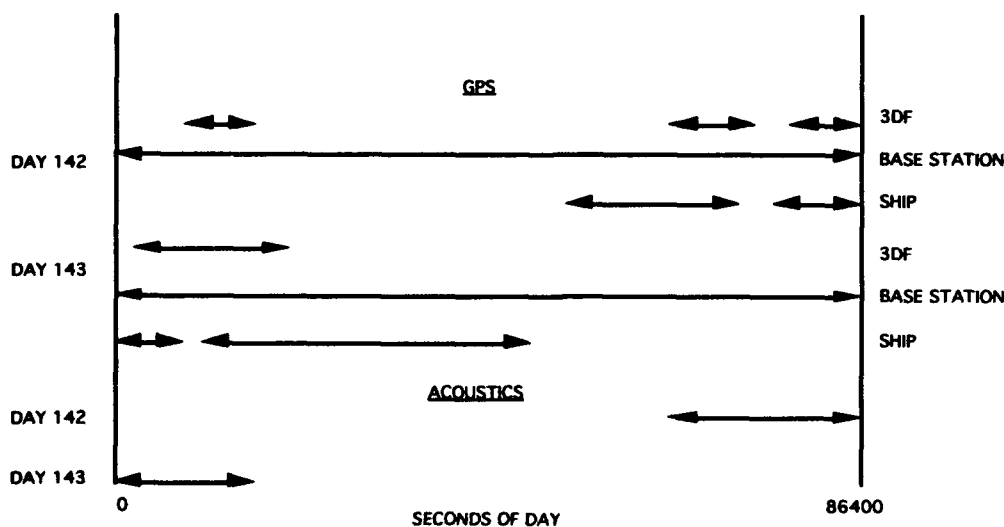 GPS
3DF
DAY 142
BASE STATION
SHIP
3DF
DAY 143
BASE STATION
SHIP
ACOUSTICS
DAY 142
DAY 143
0
86400
SECONDS OF DAY